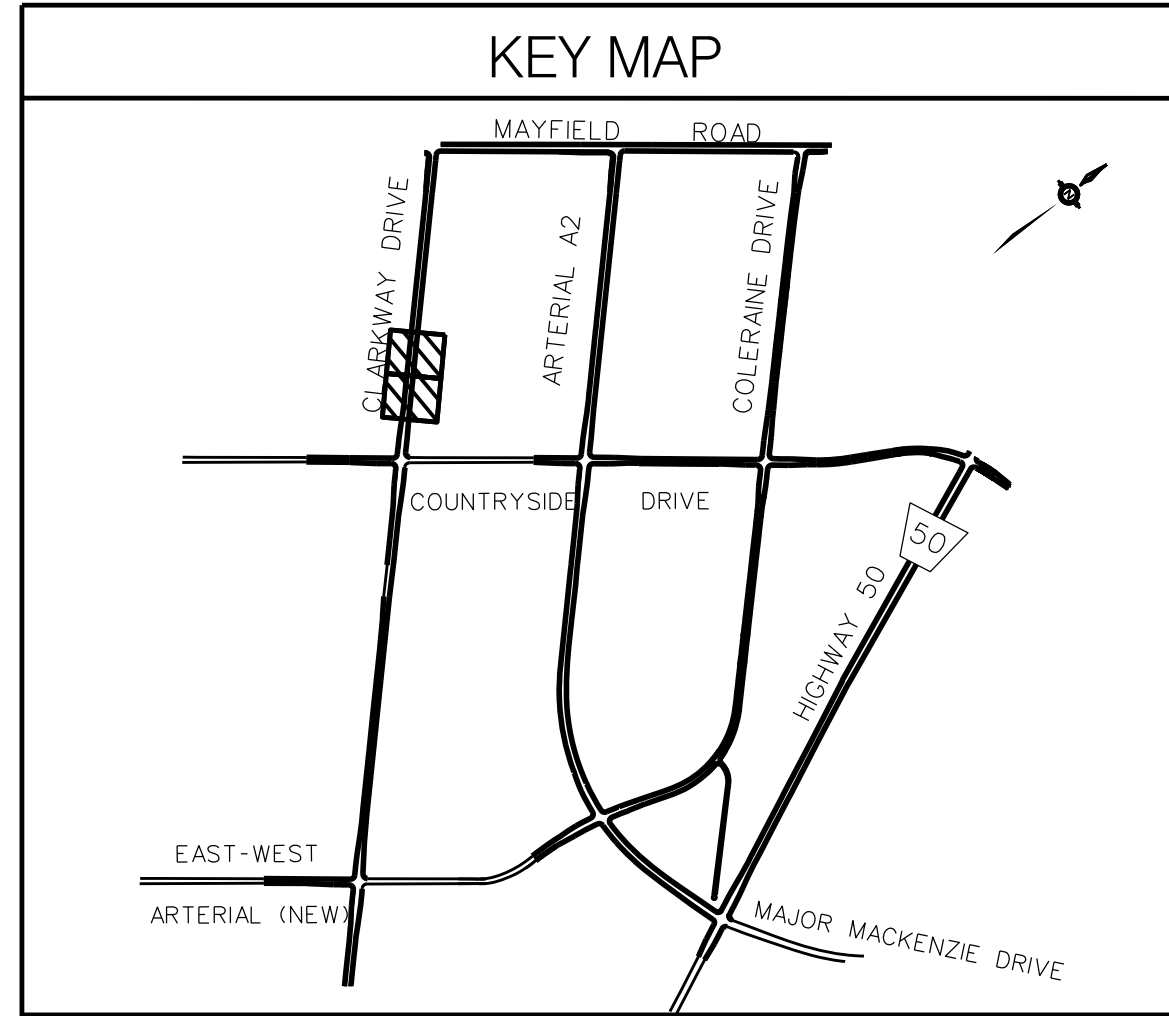 KEY MAP
MAYFIELD ROAD
N
CLARKWAY DRIVE
ARTERIAL A2
COLERAINE DRIVE
COUNTRYSIDE DRIVE
50
HIGHWAY 50
EAST-WEST
ARTERIAL (NEW)
MAJOR MACKENZIE DRIVE